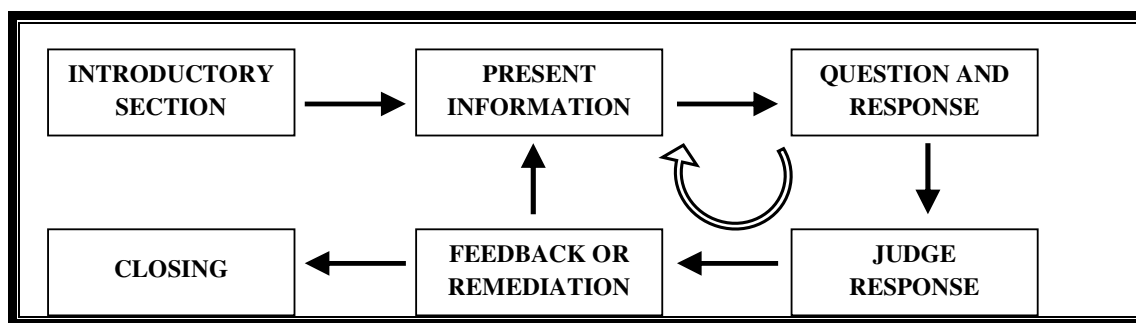 INTRODUCTORY
SECTION
PRESENT
INFORMATION
QUESTION AND
RESPONSE
CLOSING
FEEDBACK OR
REMEDIATION
JUDGE
RESPONSE